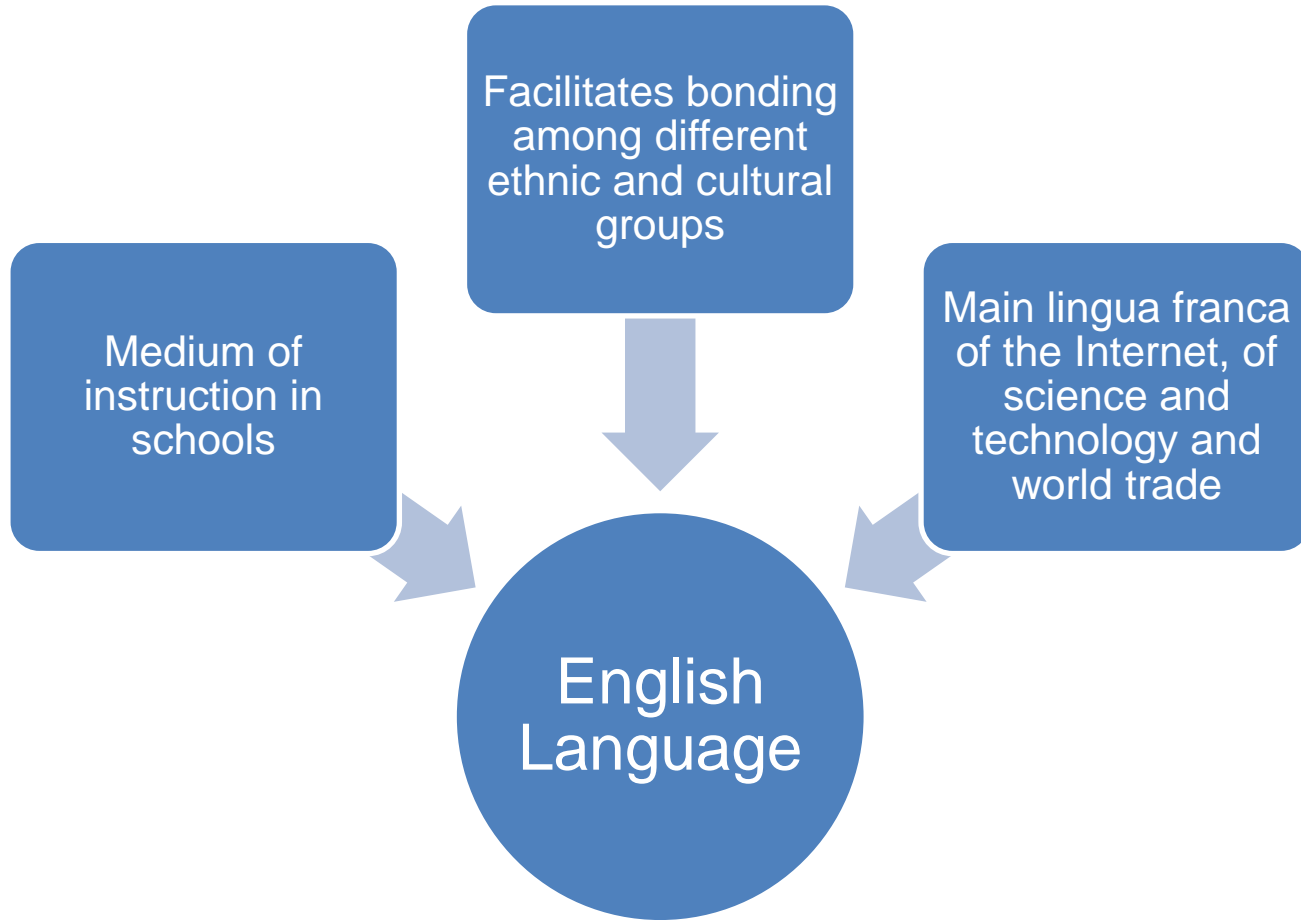 Facilitates bonding
among different
ethnic and cultural
groups
Medium of
instruction in
schools
Main lingua franca
of the Internet, of
science and
technology and
world trade
English
Language